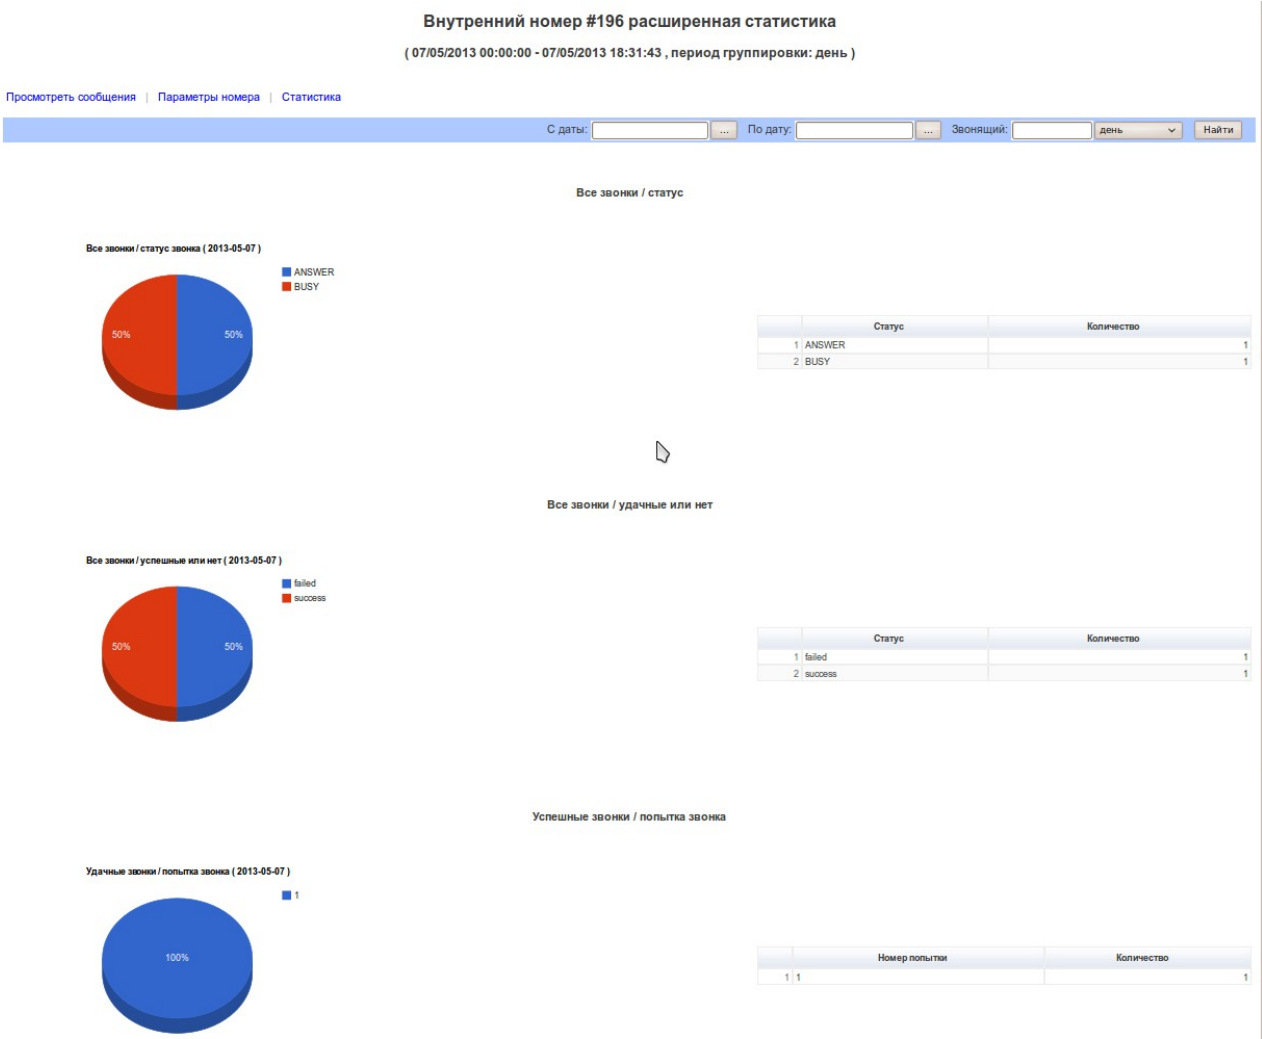 Внутренний номер #196 расширенная статистика
( 07/05/2013 00:00:00 - 07/05/2013 18:31:43 , период группировки: день )
Просмотреть сообщения | Параметры номера | Статистика
С даты: ... По дату: ... Звонящий: день Найти
Все звонки / статус
Все звонки / статус звонка ( 2013-05-07 )
ANSWER
BUSY
50% 50%
Статус Количество
1 ANSWER 1
2 BUSY 1
Все звонки / удачные или нет
Все звонки / успешные или нет ( 2013-05-07 )
failed
success
50% 50%
Статус Количество
1 failed 1
2 success 1
Успешные звонки / попытка звонка
Удачные звонки / попытка звонка ( 2013-05-07 )
1
100%
Номер попытки Количество
1 1 1